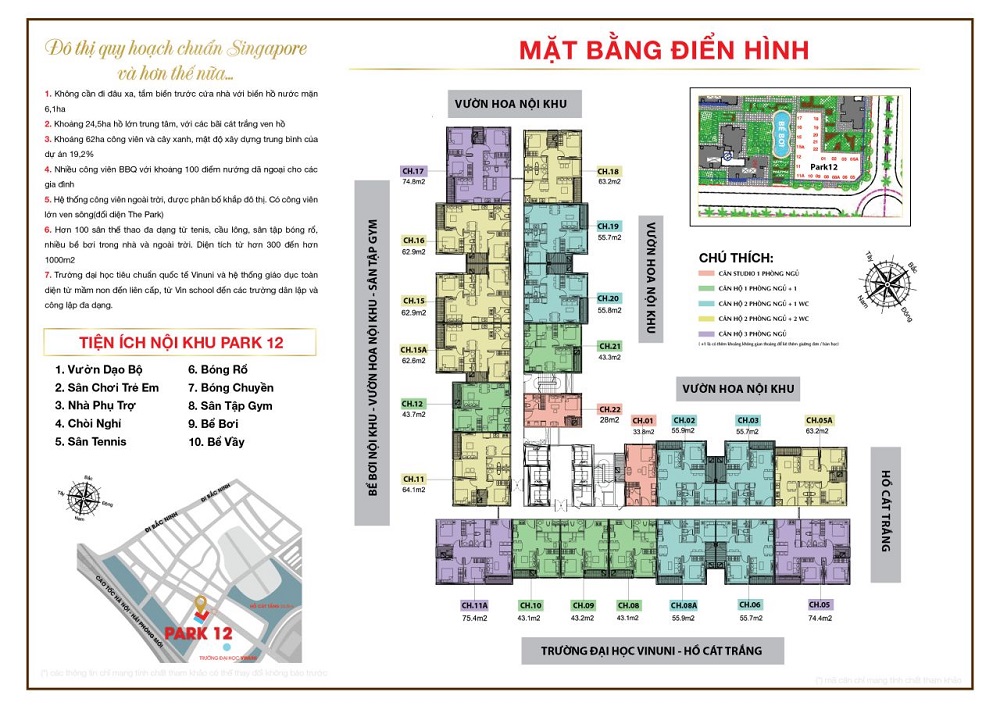 Đô thị quy hoạch chuẩn Singapore
và hơn thế nữa...
1. Không cần đi đâu xa, tắm biển trước cửa nhà với biển hồ nước mặn
6,1ha
2. Khoảng 24,5ha hồ lớn trung tâm, với các bãi cát trắng ven hồ
3. Khoảng 62ha công viên và cây xanh, mật độ xây dựng trung bình của
dự án 19,2%
4. Nhiều công viên BBQ với khoảng 100 điểm nướng dã ngoại cho các
gia đình
5. Hệ thống công viên ngoài trời, được phân bổ khắp đô thị. Có công viên
lớn ven sông(đối diện The Park)
6. Hơn 100 sân thể thao đa dạng từ tenis, cầu lông, sân tập bóng rổ,
nhiều bể bơi trong nhà và ngoài trời. Diện tích từ hơn 300 đến hơn
1000m2
7. Trường đại học tiêu chuẩn quốc tế Vinuni và hệ thống giáo dục toàn
diện từ mầm non đến liên cấp, từ Vin school đến các trường dân lập và
công lập đa dạng.
TIỆN ÍCH NỘI KHU PARK 12
1. Vườn Dạo Bộ
2. Sân Chơi Trẻ Em
3. Nhà Phụ Trợ
4. Chòi Nghỉ
5. Sân Tennis
6. Bóng Rổ
7. Bóng Chuyền
8. Sân Tập Gym
9. Bể Bơi
10. Bể Vầy
Bắc
Tây
Đông
Nam
ĐI BẮC NINH
ĐI BẮC NINH
CAO TỐC HÀ NỘI - HẢI PHÒNG MỚI
PARK 12
TRƯỜNG ĐẠI HỌC VINUNI
(*) các thông tin chỉ mang tính chất tham khảo có thể thay đổi không báo trước
MẶT BẰNG ĐIỂN HÌNH
VƯỜN HOA NỘI KHU
BỂ BƠI NỘI KHU - VƯỜN HOA NỘI KHU - SÂN TẬP GYM
CH.17
74.8m2
CH.18
63.2m2
CH.16
62.9m2
CH.19
55.7m2
CH.15
62.9m2
CH.20
55.8m2
CH.15A
62.6m2
CH.21
43.3m2
CH.12
43.7m2
CH.22
28m2
CH.11
64.1m2
VƯỜN HOA NỘI KHU
VƯỜN HOA NỘI KHU
CH.01
33.8m2
CH.02
55.9m2
CH.03
55.7m2
CH.05A
63.2m2
HỒ CÁT TRẮNG
CH.11A
75.4m2
CH.10
43.1m2
CH.09
43.2m2
CH.08
43.1m2
CH.08A
55.9m2
CH.06
55.7m2
CH.05
74.4m2
TRƯỜNG ĐẠI HỌC VINUNI - HỒ CÁT TRẮNG
BỂ BƠI
Park12
CHÚ THÍCH:
CĂN STUDIO 1 PHÒNG NGỦ
CĂN HỘ 1 PHÒNG NGỦ + 1
CĂN HỘ 2 PHÒNG NGỦ + 1 WC
CĂN HỘ 2 PHÒNG NGỦ + 2 WC
CĂN HỘ 3 PHÒNG NGỦ
Tây
Bắc
Nam
Đông
(*) mã căn chỉ mang tính chất tham khảo